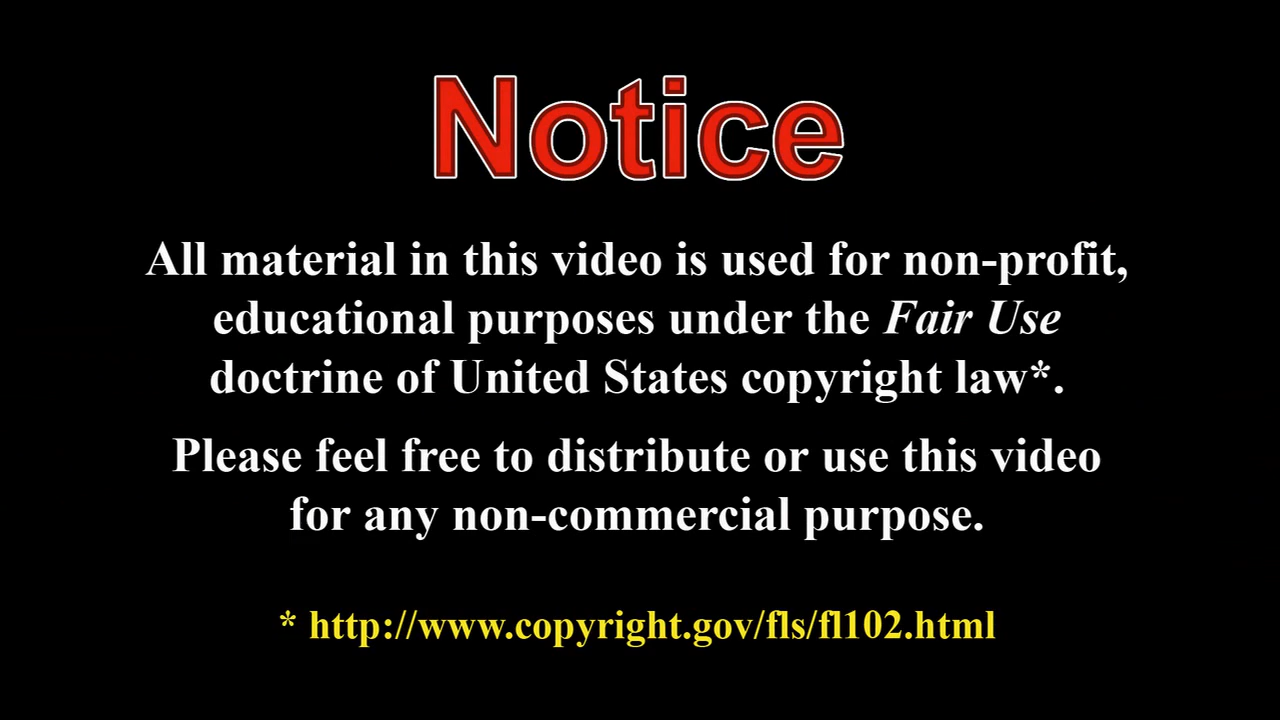 Notice
All material in this video is used for non-profit,
educational purposes under the Fair Use
doctrine of United States copyright law*.
Please feel free to distribute or use this video
for any non-commercial purpose.
* http://www.copyright.gov/fls/fl102.html